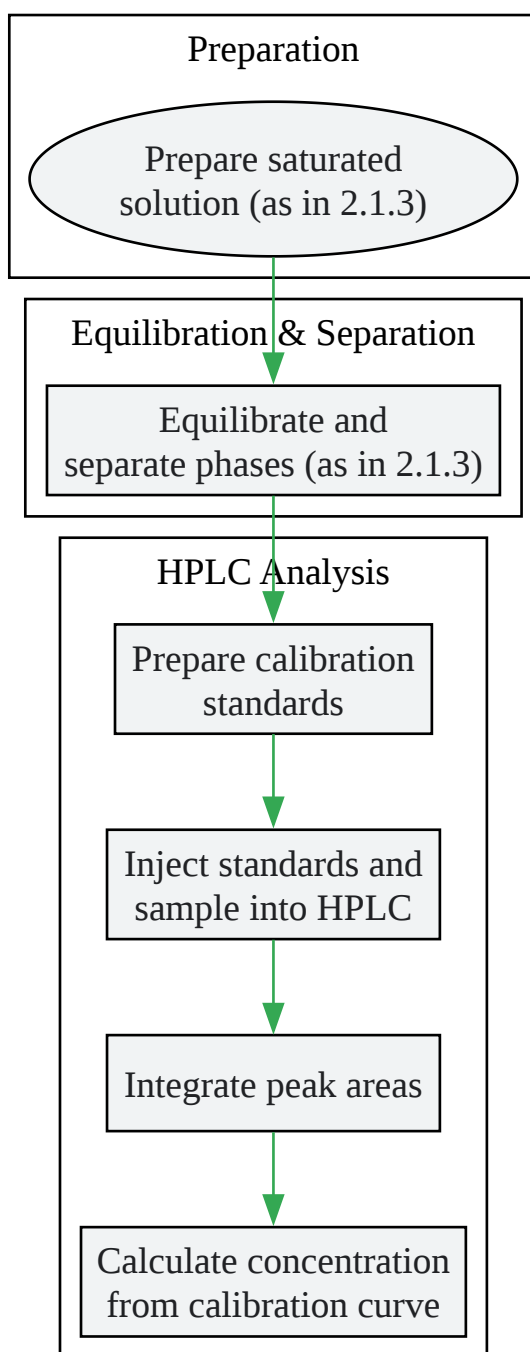 Preparation
Prepare saturated
solution (as in 2.1.3)
Equilibration & Separation
Equilibrate and
separate phases (as in 2.1.3)
HPLC Analysis
Prepare calibration
standards
Inject standards and
sample into HPLC
Integrate peak areas
Calculate concentration
from calibration curve